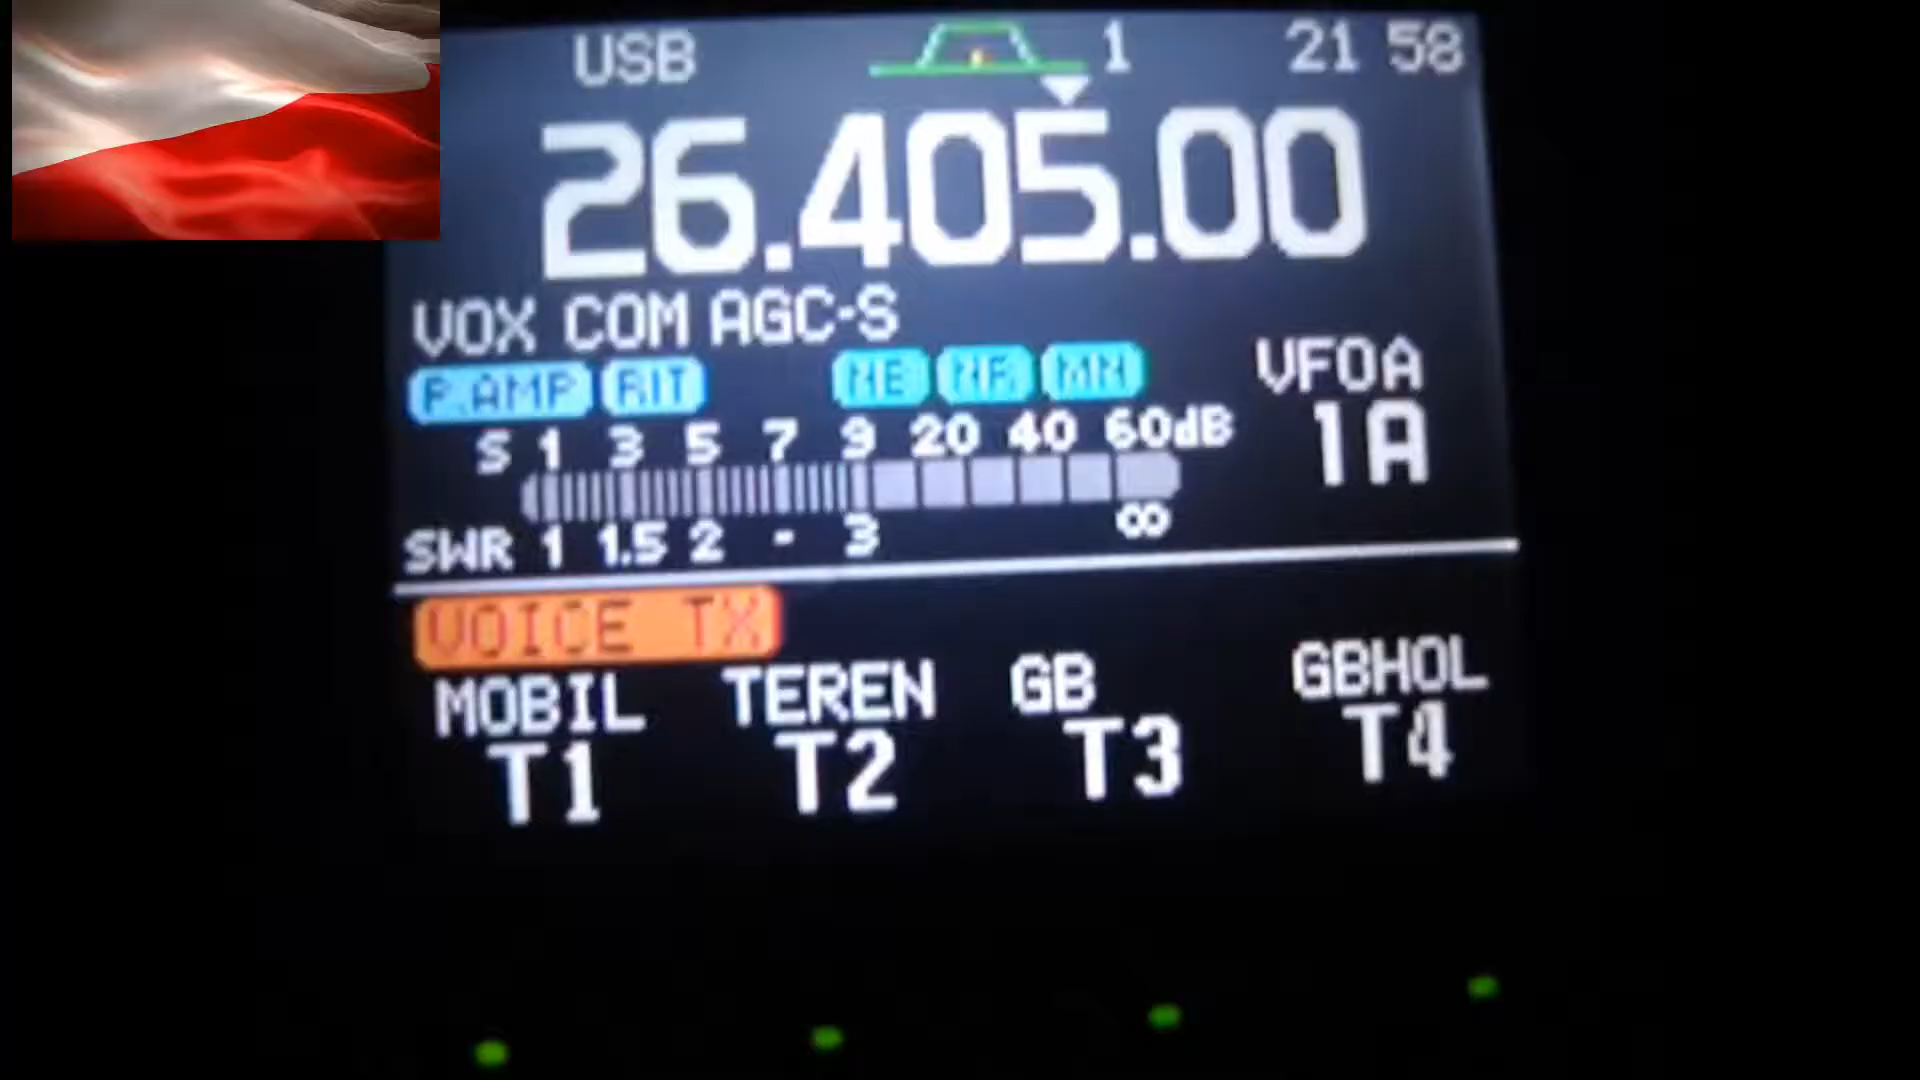 USB 1 21 58
26.405.00
VOX COM AGC-S
P.AMP RIT NB NR MN VFOA
S 1 3 5 7 9 20 40 60dB 1A
SWR 1 1.5 2 - 3 ∞
VOICE TX
MOBIL TEREN GB GBHOL
T1 T2 T3 T4